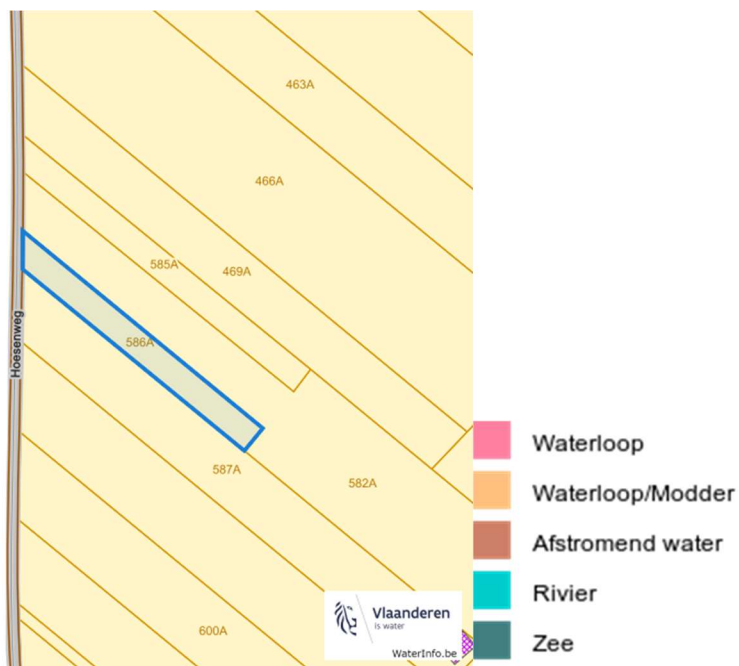 463A
466A
585A
469A
586A
Hoesenweg
587A
582A
600A
Vlaanderen
is water
WaterInfo.be
Waterloop
Waterloop/Modder
Afstromend water
Rivier
Zee